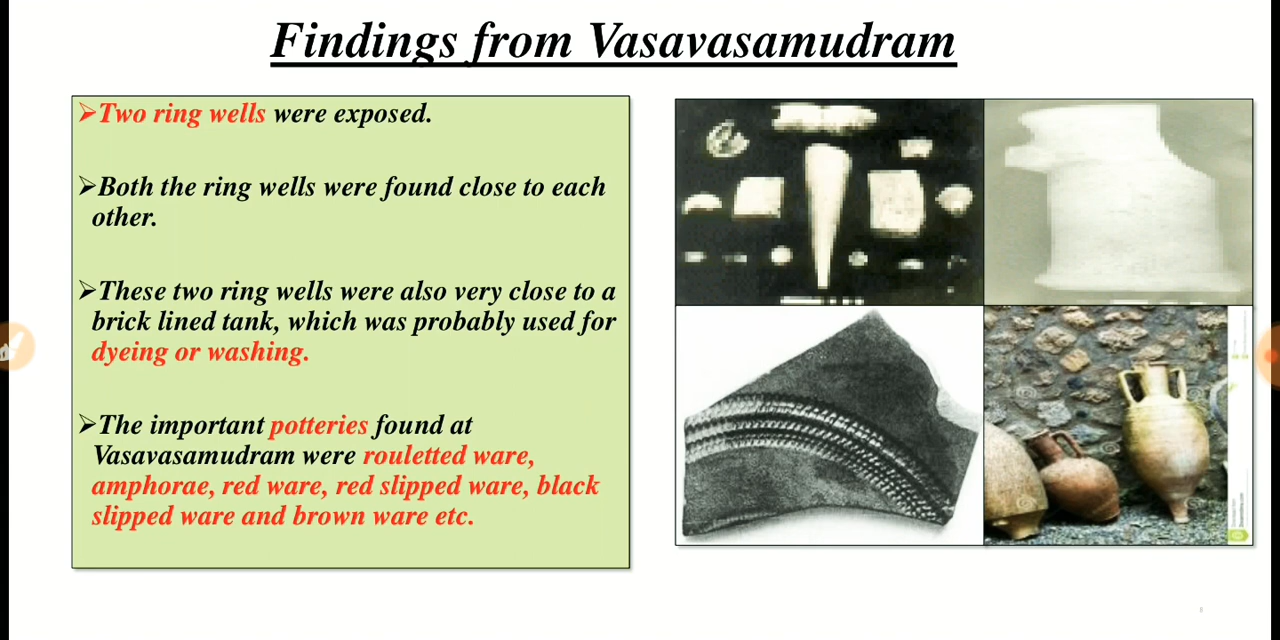 Findings from Vasavasamudram
➢Two ring wells were exposed.
➢Both the ring wells were found close to each
other.
➢These two ring wells were also very close to a
brick lined tank, which was probably used for
dyeing or washing.
➢The important potteries found at
Vasavasamudram were rouletted ware,
amphorae, red ware, red slipped ware, black
slipped ware and brown ware etc.